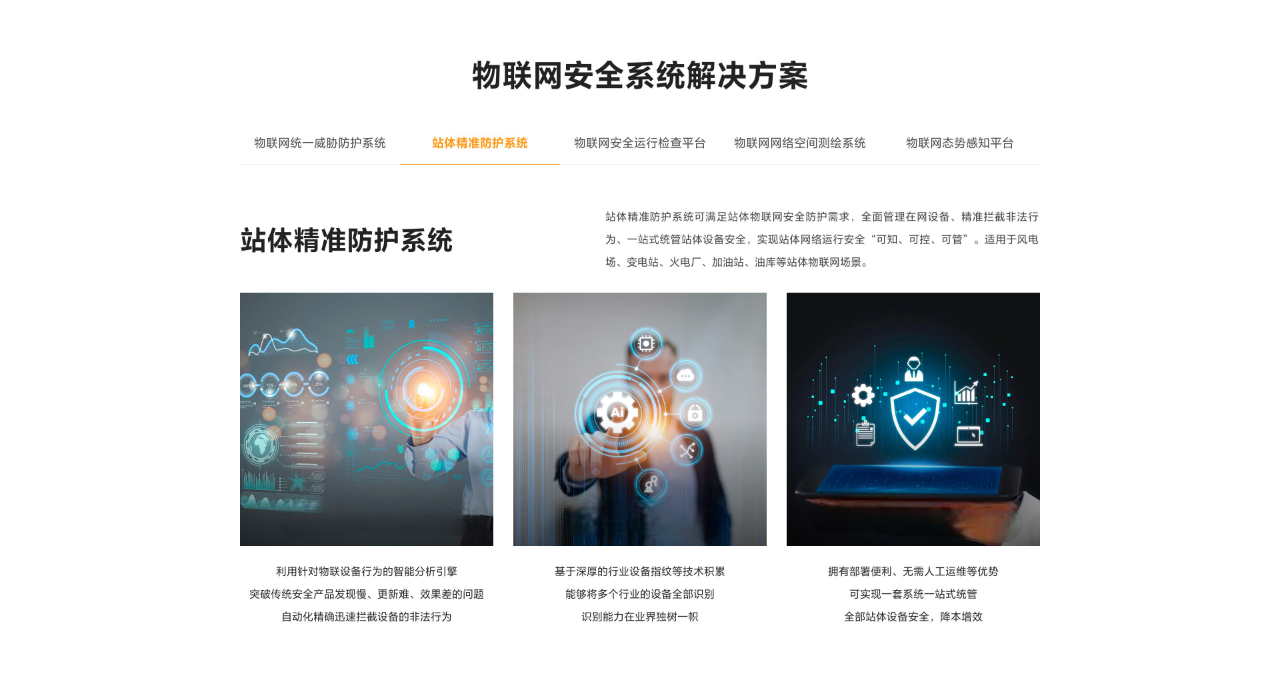 物联网安全系统解决方案
物联网统一威胁防护系统
站体精准防护系统
物联网安全运行检查平台
物联网网络空间测绘系统
物联网态势感知平台
站体精准防护系统
站体精准防护系统可满足站体物联网安全防护需求，全面管理在网设备、精准拦截非法行
为、一站式统管站体设备安全，实现站体网络运行安全“可知、可控、可管”。适用于风电
场、变电站、火电厂、加油站、油库等站体物联网场景。
Ai
利用针对物联设备行为的智能分析引擎
突破传统安全产品发现慢、更新难、效果差的问题
自动化精确迅速拦截设备的非法行为
基于深厚的行业设备指纹等技术积累
能够将多个行业的设备全部识别
识别能力在业界独树一帜
拥有部署便利、无需人工运维等优势
可实现一套系统一站式统管
全部站体设备安全，降本增效